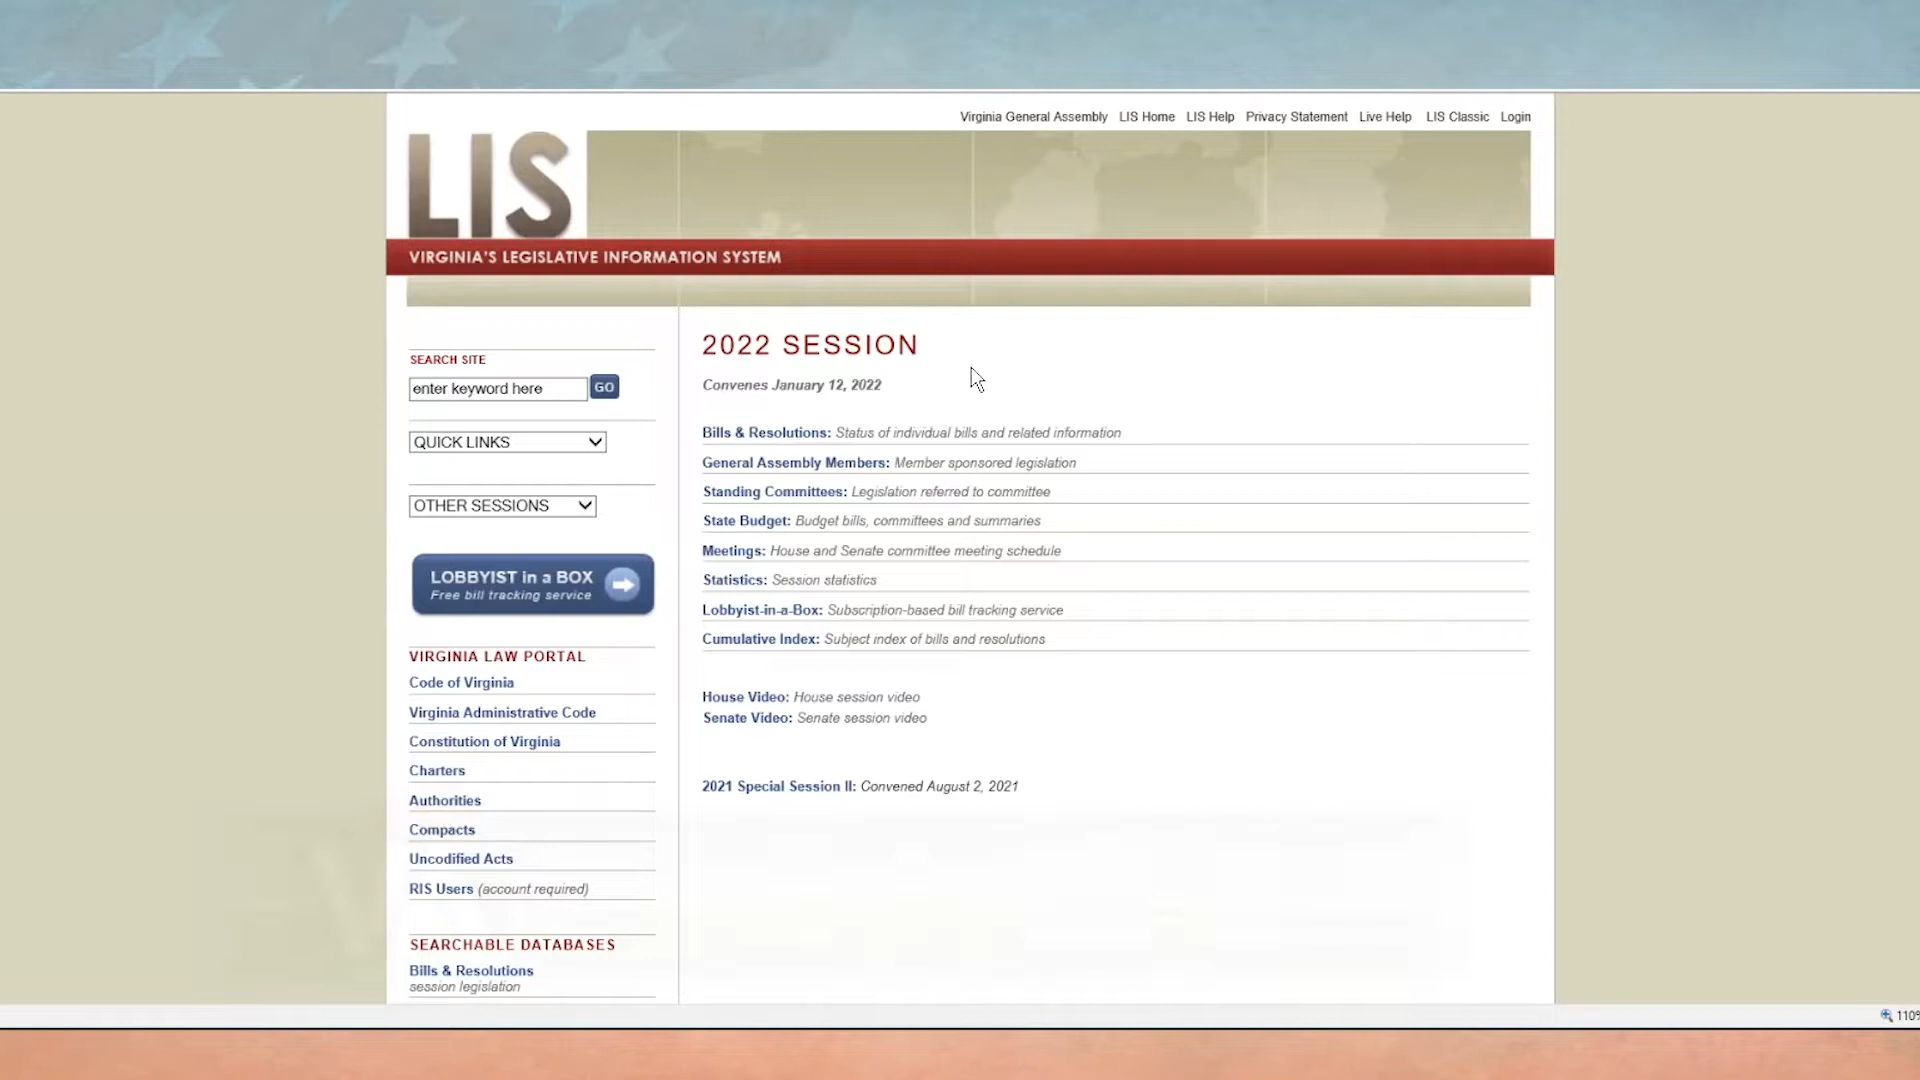 Virginia General Assembly LIS Home LIS Help Privacy Statement Live Help LIS Classic Login
LIS
VIRGINIA'S LEGISLATIVE INFORMATION SYSTEM
SEARCH SITE
enter keyword here GO
QUICK LINKS
OTHER SESSIONS
LOBBYIST in a BOX
Free bill tracking service
VIRGINIA LAW PORTAL
Code of Virginia
Virginia Administrative Code
Constitution of Virginia
Charters
Authorities
Compacts
Uncodified Acts
RIS Users (account required)
SEARCHABLE DATABASES
Bills & Resolutions
session legislation
2022 SESSION
Convenes January 12, 2022
Bills & Resolutions: Status of individual bills and related information
General Assembly Members: Member sponsored legislation
Standing Committees: Legislation referred to committee
State Budget: Budget bills, committees and summaries
Meetings: House and Senate committee meeting schedule
Statistics: Session statistics
Lobbyist-in-a-Box: Subscription-based bill tracking service
Cumulative Index: Subject index of bills and resolutions
House Video: House session video
Senate Video: Senate session video
2021 Special Session II: Convened August 2, 2021
110%